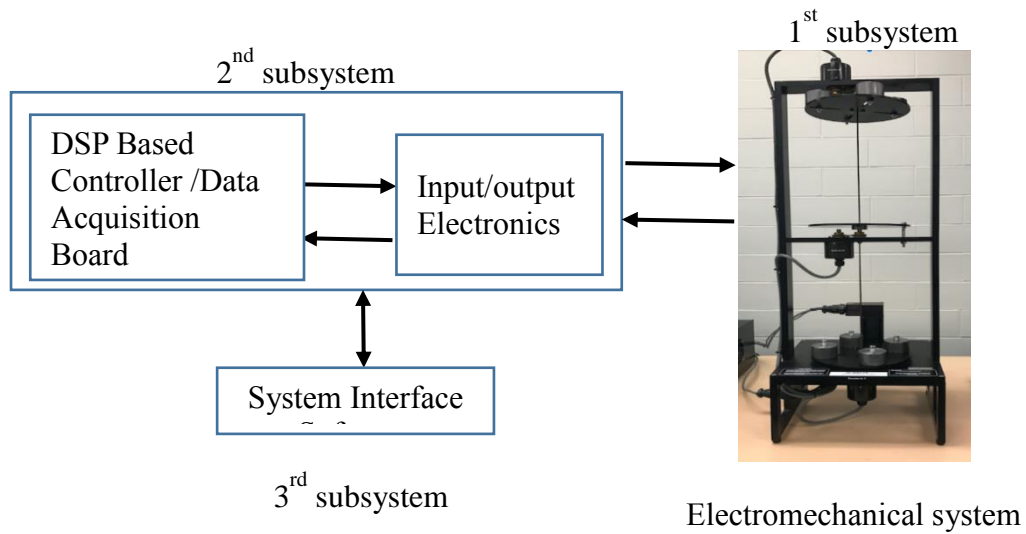 1st subsystem
2nd subsystem
DSP Based
Controller /Data
Acquisition
Board
Input/output
Electronics
System Interface
3rd subsystem
Electromechanical system